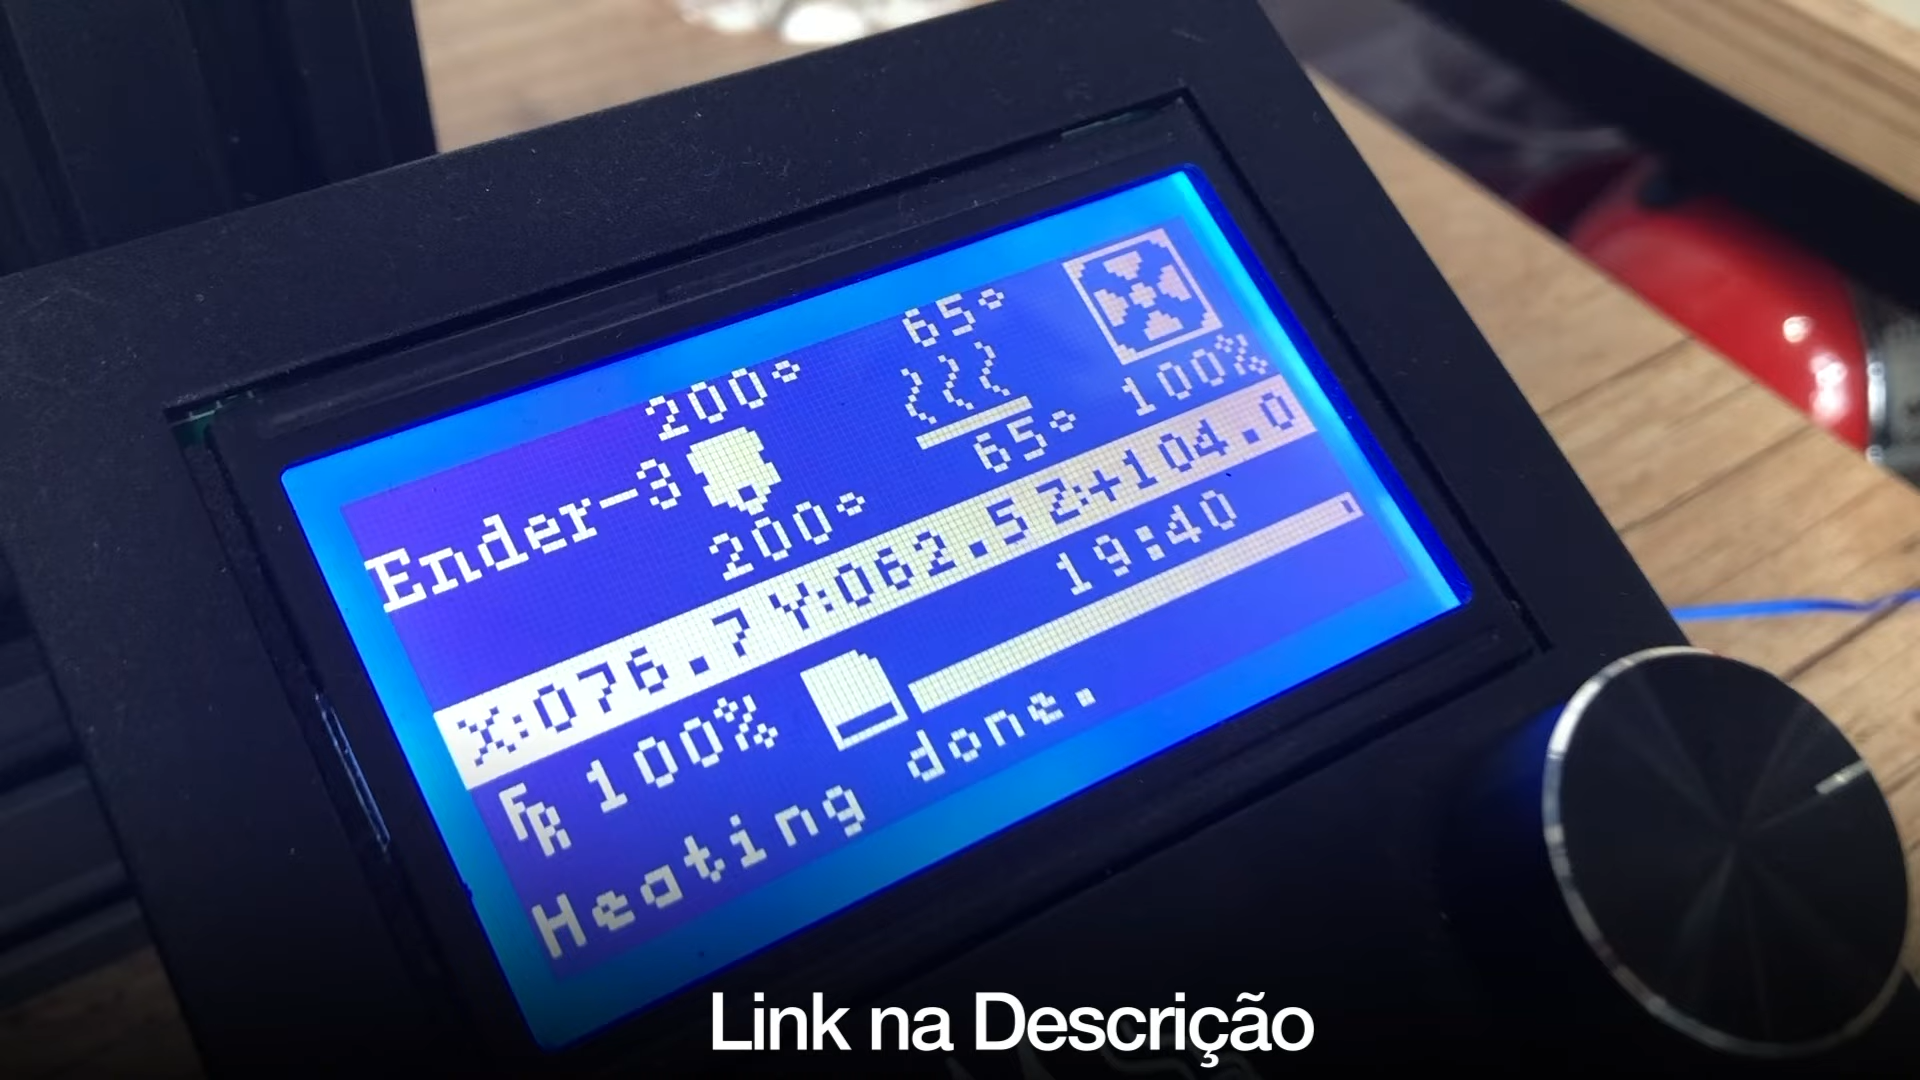 200° 65°
Ender-3
200° 65° 100%
X:076.7 Y:062.5 Z:+104.0
FR 100% 19:40
Heating done.
Link na Descrição